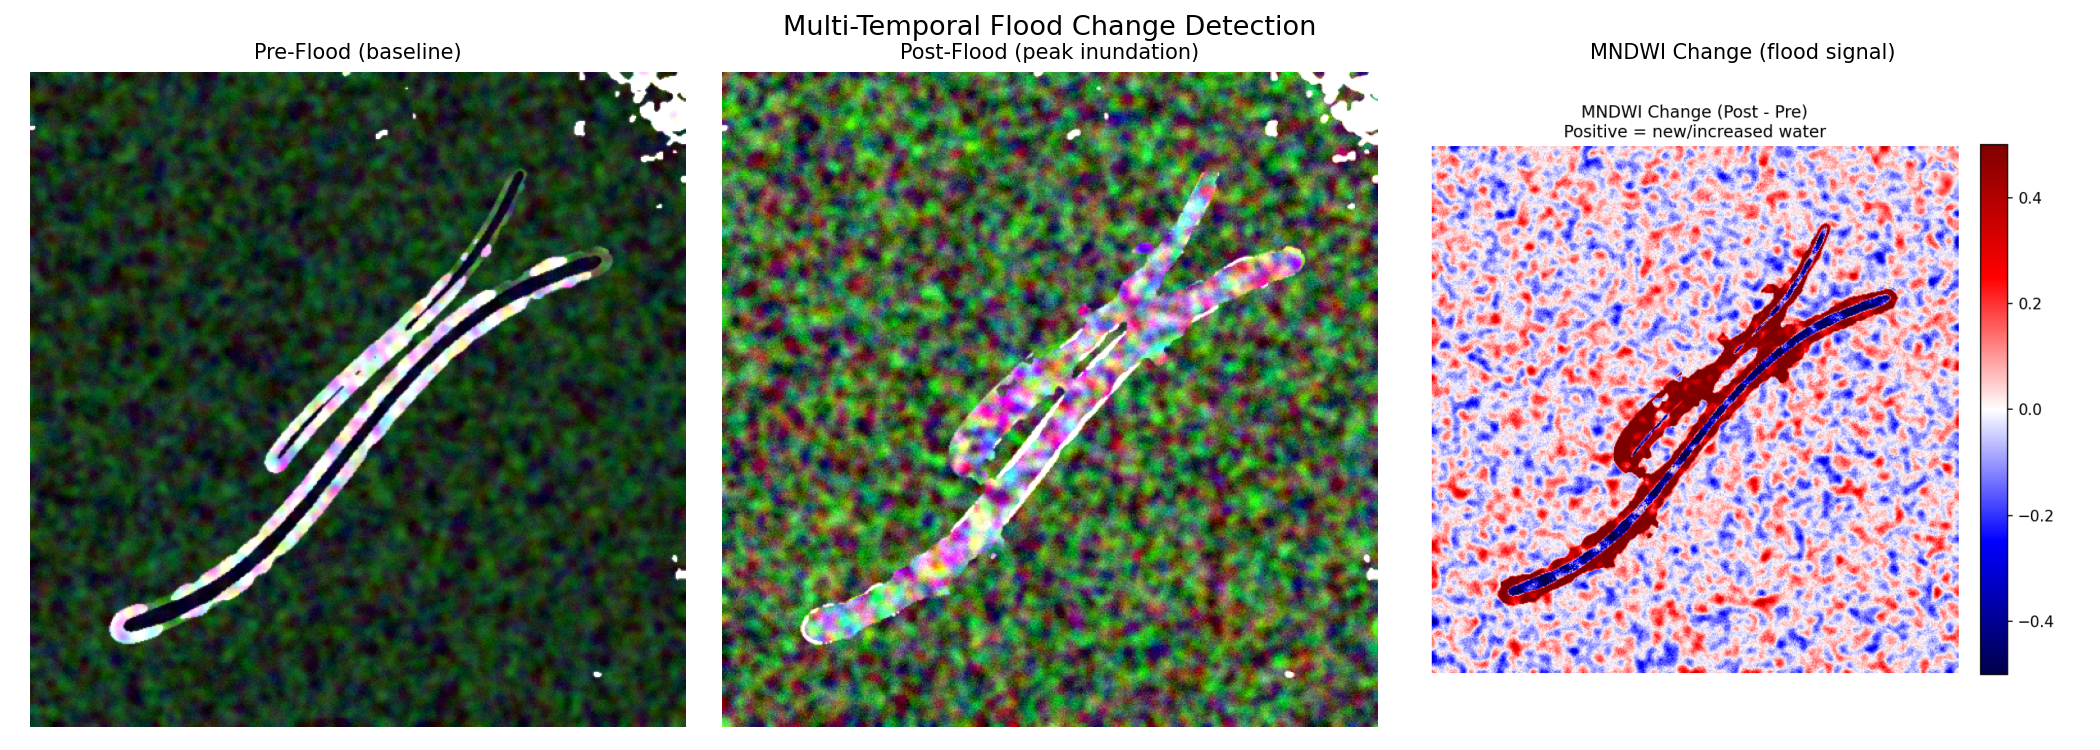 Multi-Temporal Flood Change Detection
Pre-Flood (baseline)
Post-Flood (peak inundation)
MNDWI Change (flood signal)
MNDWI Change (Post - Pre)
Positive = new/increased water
0.4
0.2
0.0
−0.2
−0.4